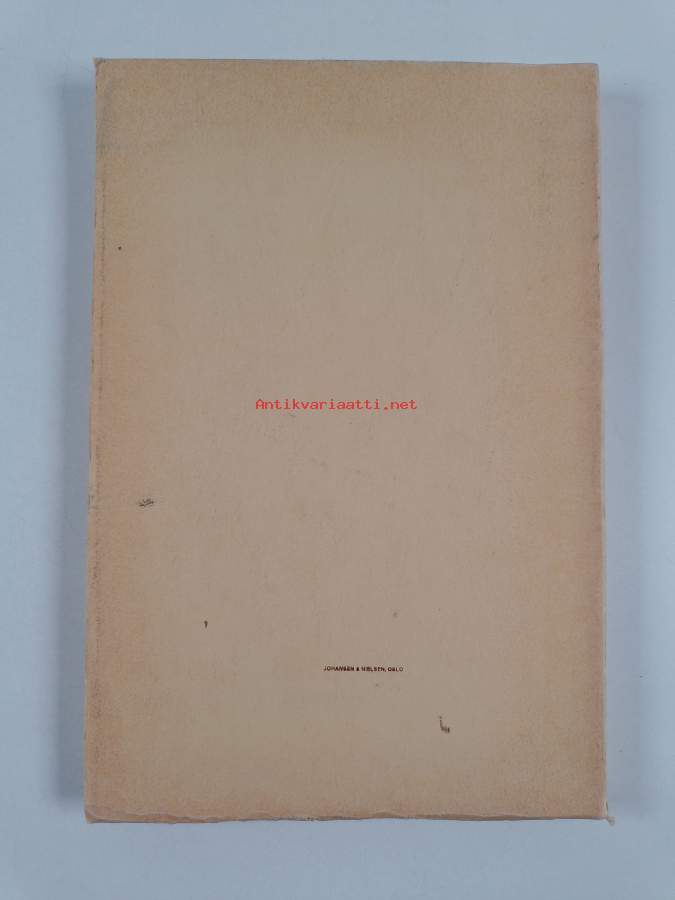 Antikvariaatti.net
JOHANSEN & NIELSEN, OSLO